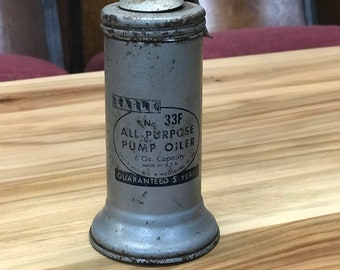 No. 33F
ALL PURPOSE
PUMP OILER
6 Oz. Capacity
MADE IN U.S.A.
GUARANTEED 5 YEARS